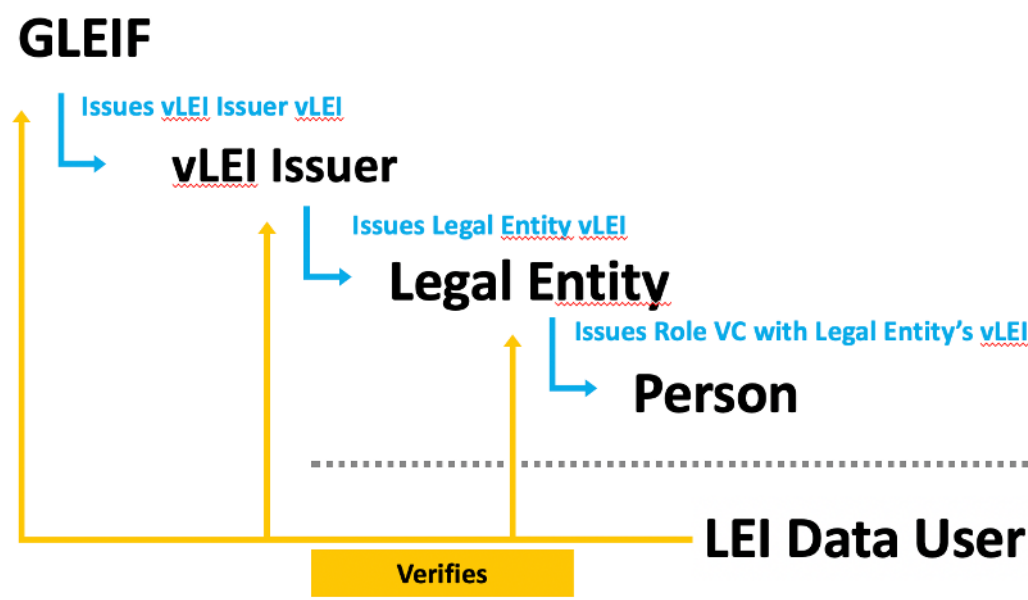 GLEIF
Issues vLEI Issuer vLEI
vLEI Issuer
Issues Legal Entity vLEI
Legal Entity
Issues Role VC with Legal Entity’s vLEI
Person
LEI Data User
Verifies